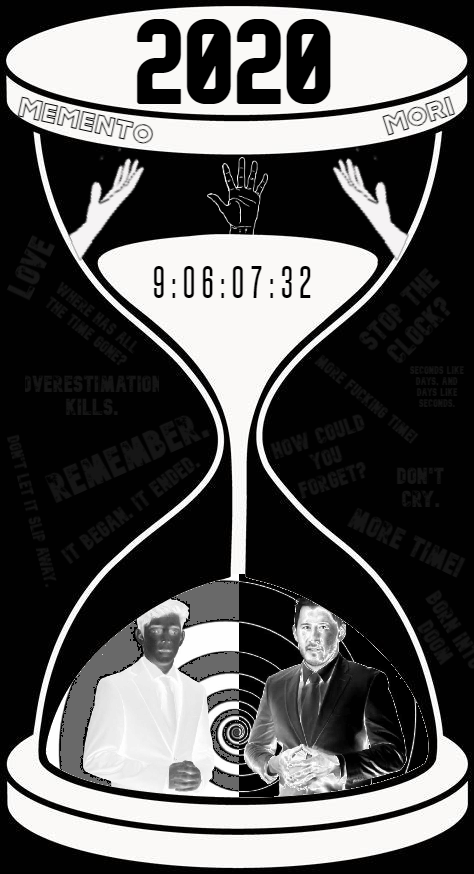 2020
MEMENTO
MORI
9:06:07:32
LOVE
WHERE HAS ALL
THE TIME GONE?
STOP THE
CLOCK?
OVERESTIMATION
KILLS.
SECONDS LIKE
DAYS, AND
DAYS LIKE
SECONDS.
MORE FUCKING TIME!
REMEMBER.
HOW COULD
YOU
FORGET?
DON'T LET IT SLIP AWAY.
IT BEGAN. IT ENDED.
DON'T
CRY.
MORE TIME!
BORN INT
DOOM